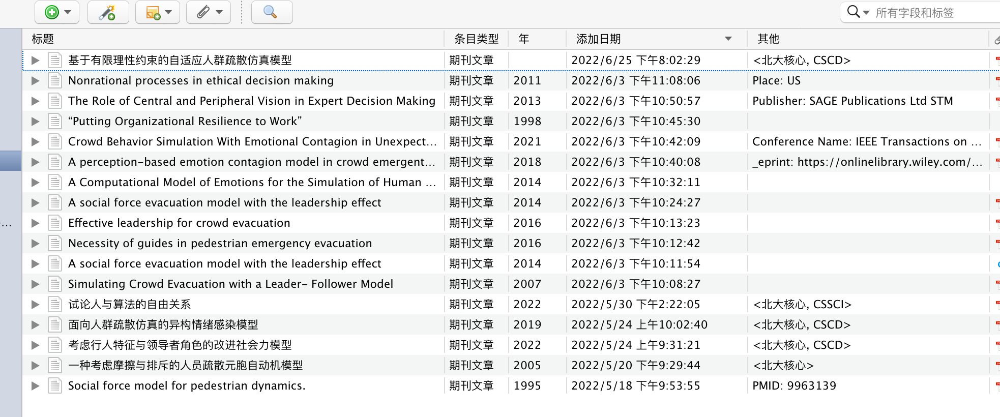 所有字段和标签
标题 条目类型 年 添加日期 其他
基于有限理性约束的自适应人群疏散仿真模型 期刊文章 2022/6/25 下午8:02:29 <北大核心, CSCD>
Nonrational processes in ethical decision making 期刊文章 2011 2022/6/3 下午11:08:06 Place: US
The Role of Central and Peripheral Vision in Expert Decision Making 期刊文章 2013 2022/6/3 下午10:50:57 Publisher: SAGE Publications Ltd STM
“Putting Organizational Resilience to Work” 期刊文章 1998 2022/6/3 下午10:45:30
Crowd Behavior Simulation With Emotional Contagion in Unexpect... 期刊文章 2021 2022/6/3 下午10:42:09 Conference Name: IEEE Transactions on ...
A perception-based emotion contagion model in crowd emergent... 期刊文章 2018 2022/6/3 下午10:40:08 _eprint: https://onlinelibrary.wiley.com/...
A Computational Model of Emotions for the Simulation of Human ... 期刊文章 2014 2022/6/3 下午10:32:11
A social force evacuation model with the leadership effect 期刊文章 2014 2022/6/3 下午10:24:27
Effective leadership for crowd evacuation 期刊文章 2016 2022/6/3 下午10:13:23
Necessity of guides in pedestrian emergency evacuation 期刊文章 2016 2022/6/3 下午10:12:42
A social force evacuation model with the leadership effect 期刊文章 2014 2022/6/3 下午10:11:54
Simulating Crowd Evacuation with a Leader- Follower Model 期刊文章 2007 2022/6/3 下午10:08:27
试论人与算法的自由关系 期刊文章 2022 2022/5/30 下午2:22:05 <北大核心, CSSCI>
面向人群疏散仿真的异构情绪感染模型 期刊文章 2019 2022/5/24 上午10:02:40 <北大核心, CSCD>
考虑行人特征与领导者角色的改进社会力模型 期刊文章 2022 2022/5/24 上午9:31:21 <北大核心, CSCD>
一种考虑摩擦与排斥的人员疏散元胞自动机模型 期刊文章 2005 2022/5/20 下午9:29:44 <北大核心>
Social force model for pedestrian dynamics. 期刊文章 1995 2022/5/18 下午9:53:55 PMID: 9963139